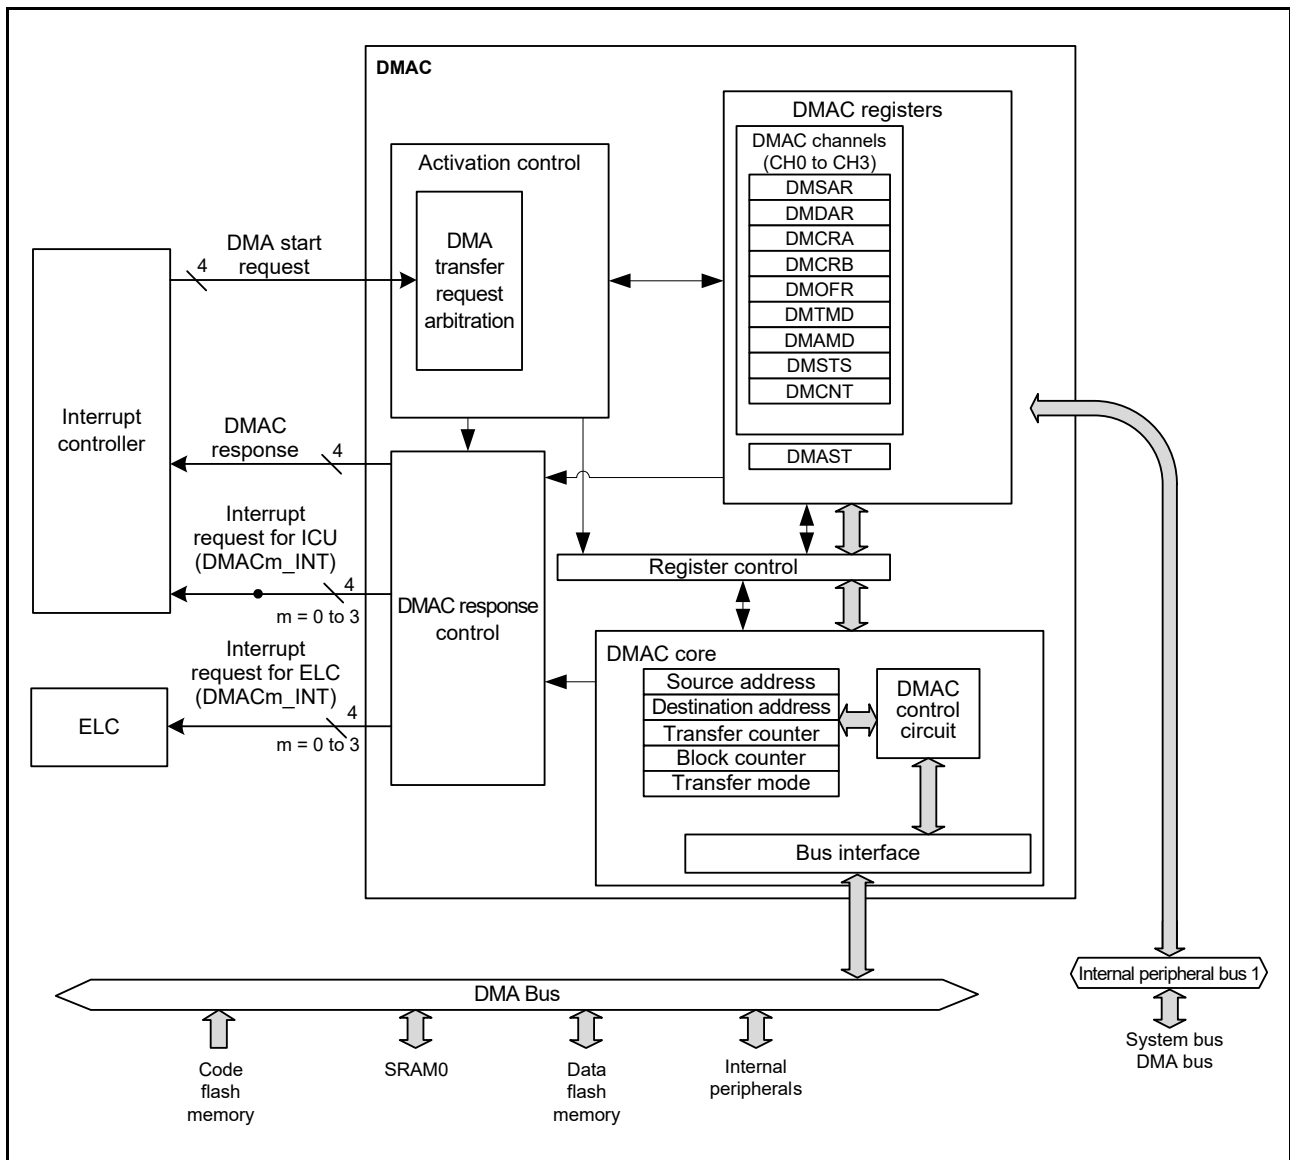 DMAC
DMAC registers
DMAC channels
(CH0 to CH3)
DMSAR
DMDAR
DMCRA
DMCRB
DMOFR
DMTMD
DMAMD
DMSTS
DMCNT
DMAST
Activation control
DMA
transfer
request
arbitration
DMA start
request
4
Interrupt
controller
DMAC
response
4
Interrupt
request for ICU
(DMACm_INT)
4
m = 0 to 3
DMAC response
control
Register control
Interrupt
request for ELC
(DMACm_INT)
4
m = 0 to 3
ELC
DMAC core
Source address
Destination address
Transfer counter
Block counter
Transfer mode
DMAC
control
circuit
Bus interface
DMA Bus
Internal peripheral bus 1
Code
flash
memory
SRAM0
Data
flash
memory
Internal
peripherals
System bus
DMA bus